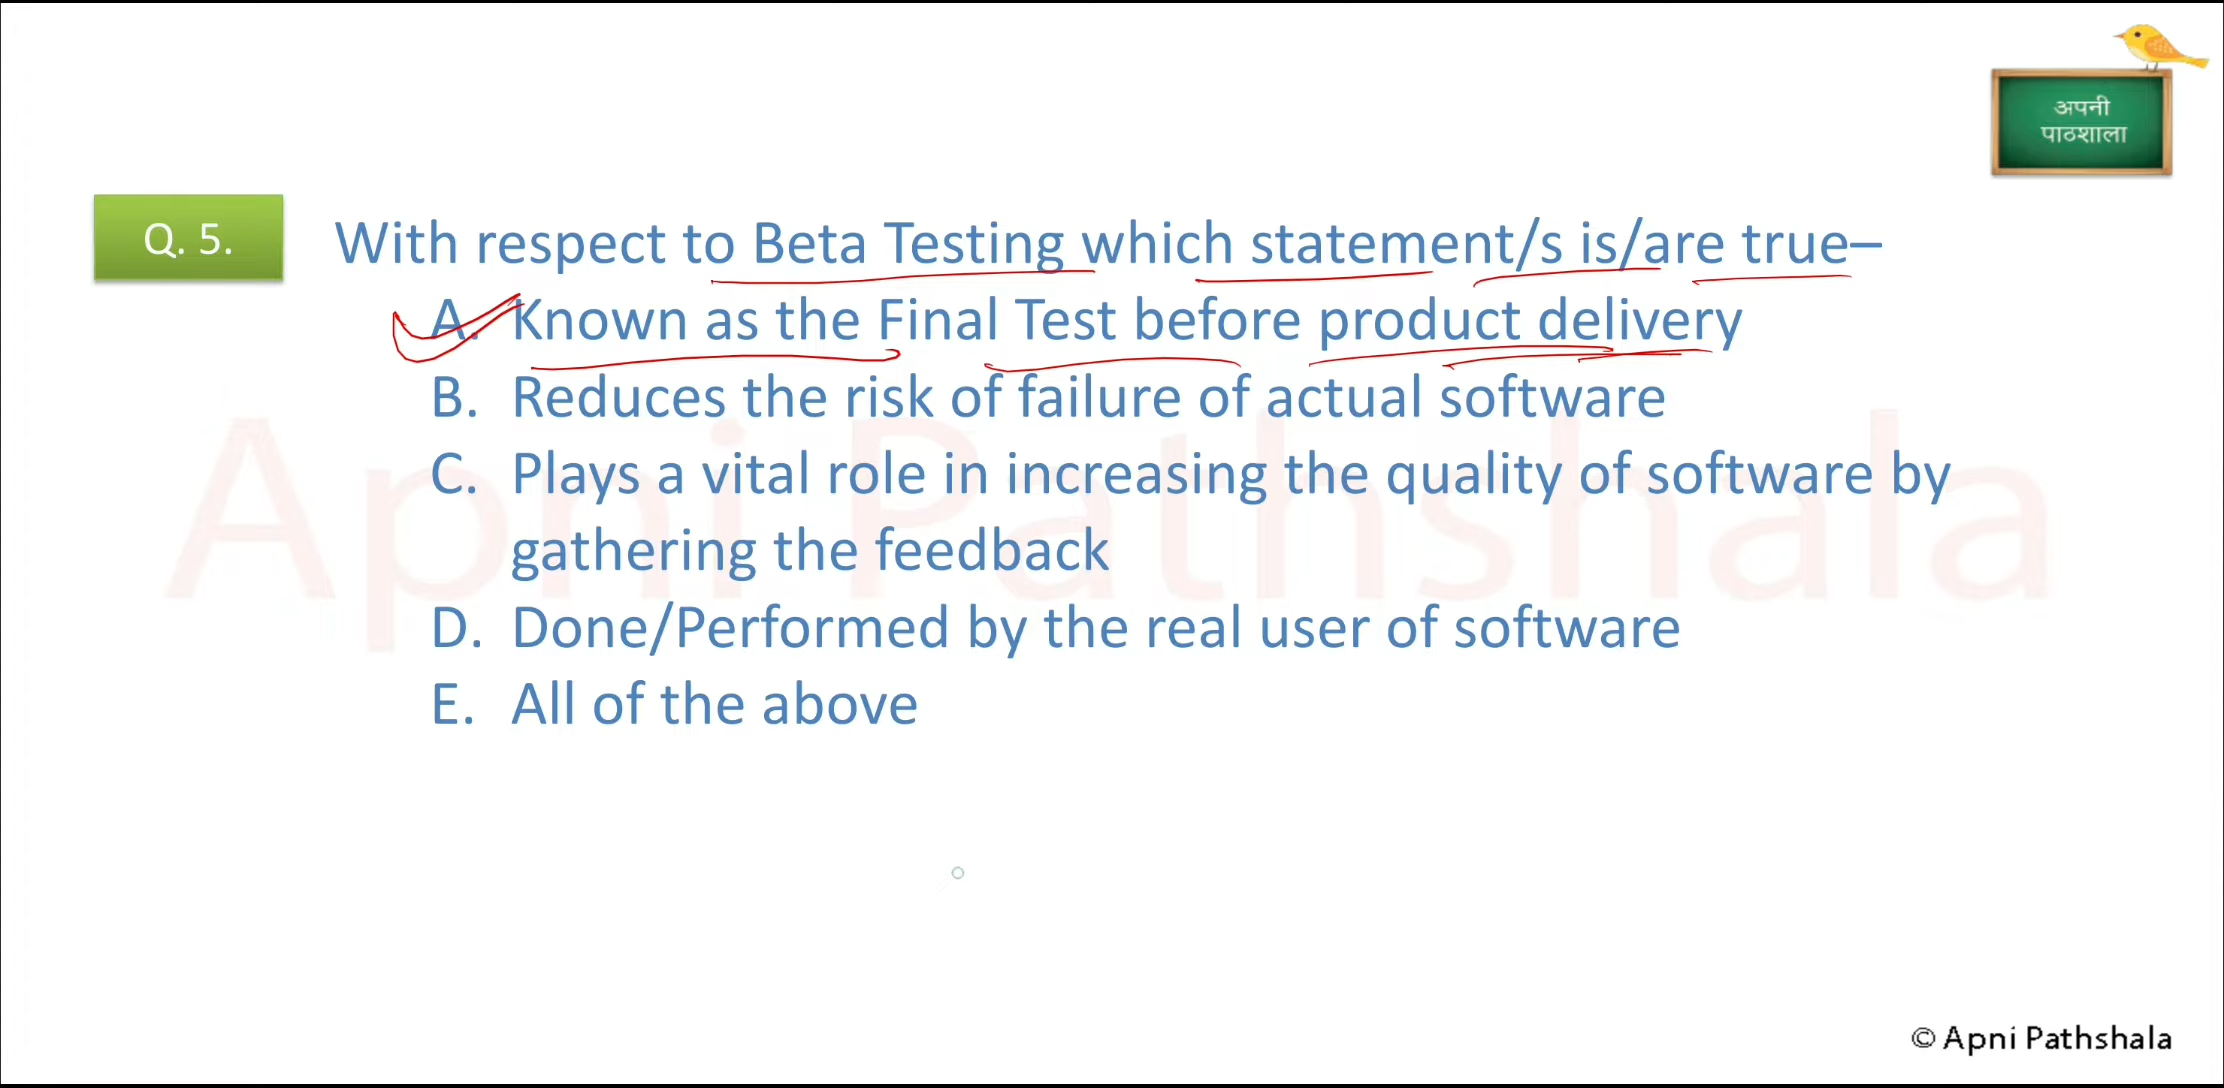 अपनी
पाठशाला
Q. 5.
With respect to Beta Testing which statement/s is/are true–
A. Known as the Final Test before product delivery
B. Reduces the risk of failure of actual software
C. Plays a vital role in increasing the quality of software by
gathering the feedback
D. Done/Performed by the real user of software
E. All of the above
Apni Pathshala
© Apni Pathshala